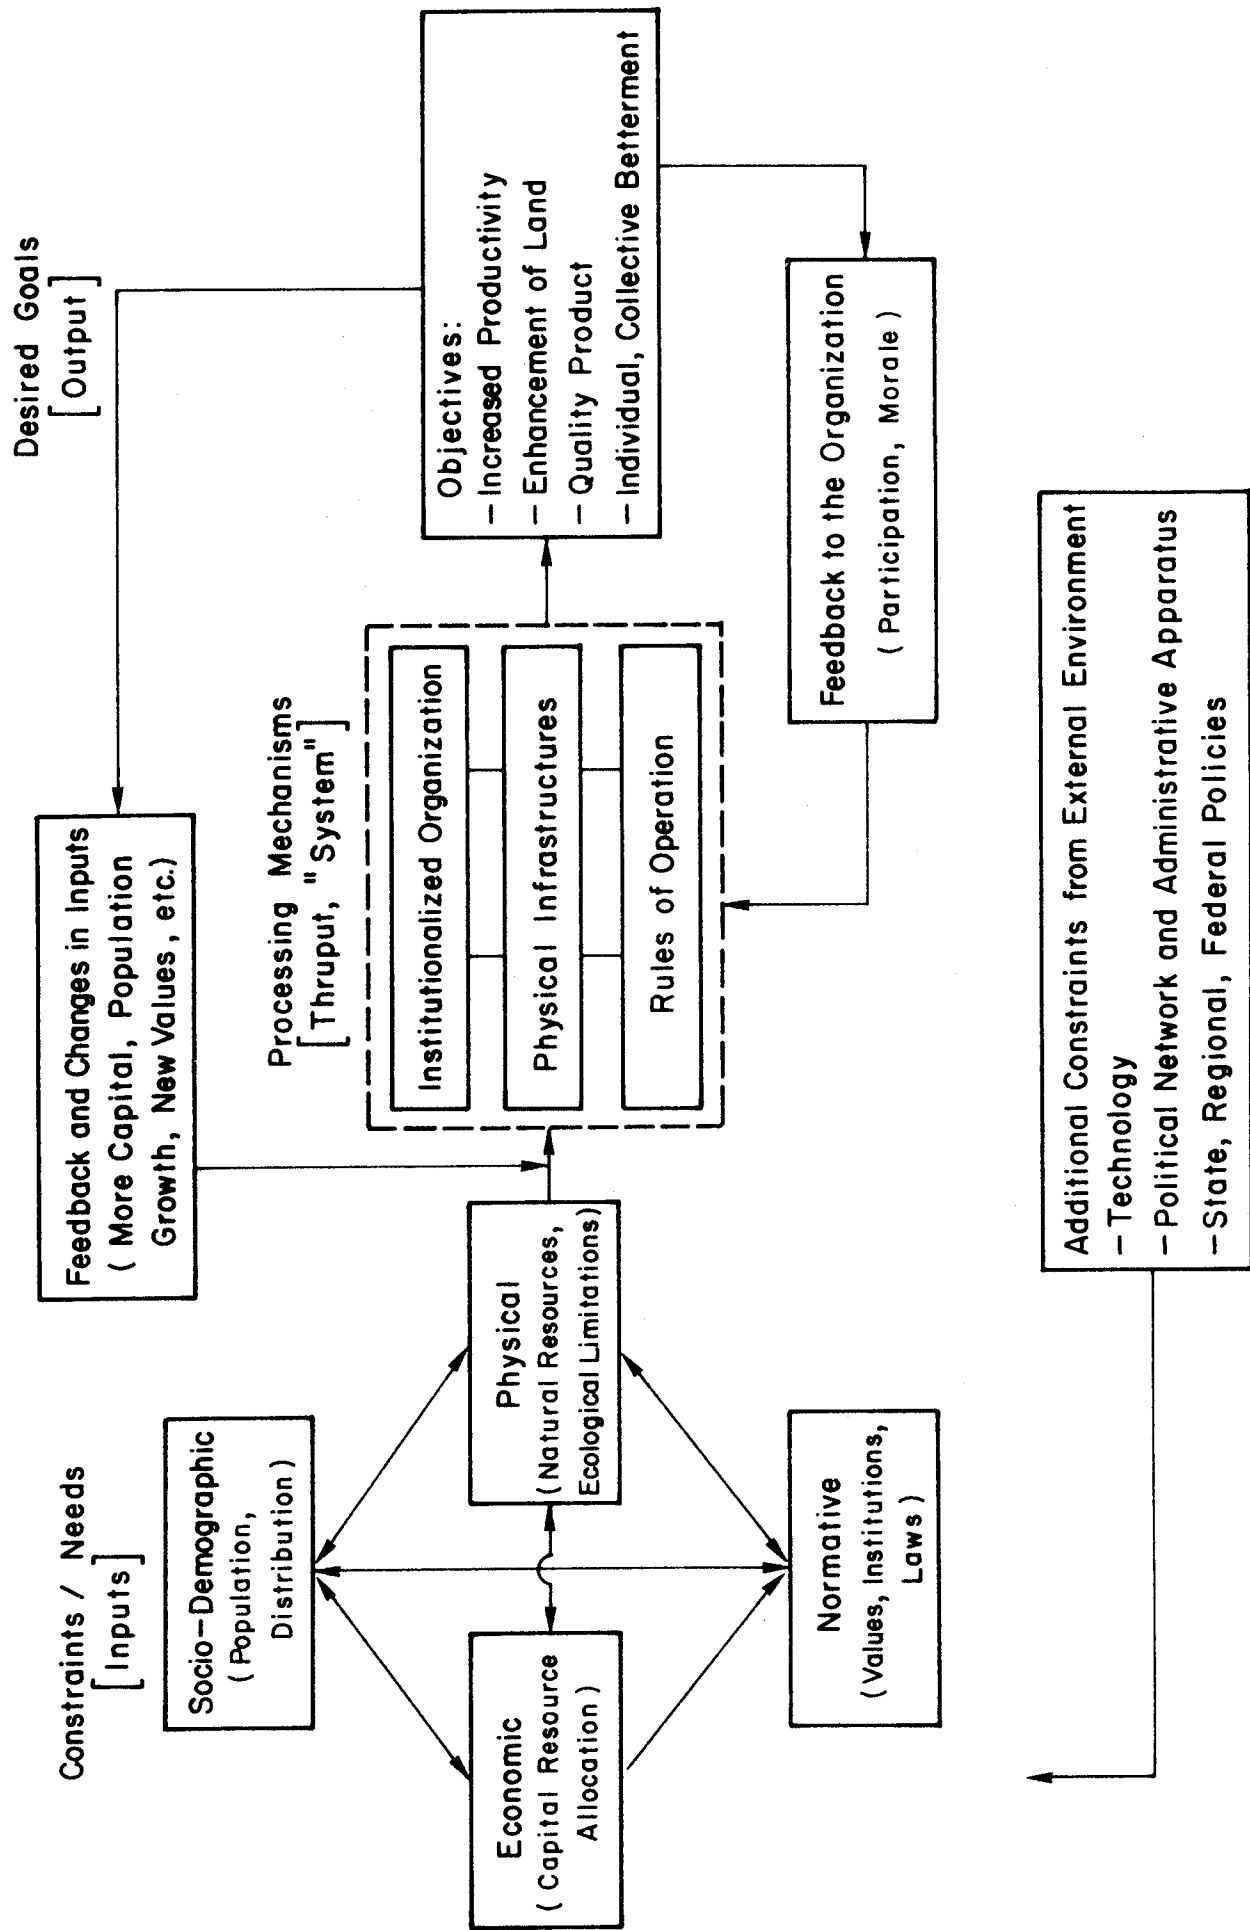 Constraints / Needs
[Inputs]
Socio-Demographic
(Population,
Distribution)
Economic
(Capital Resource
Allocation)
Physical
(Natural Resources,
Ecological Limitations)
Normative
(Values, Institutions,
Laws)
Feedback and Changes in Inputs
(More Capital, Population
Growth, New Values, etc.)
Processing Mechanisms
[Thruput, "System"]
Institutionalized Organization
Physical Infrastructures
Rules of Operation
Desired Goals
[Output]
Objectives:
- Increased Productivity
- Enhancement of Land
- Quality Product
- Individual, Collective Betterment
Feedback to the Organization
(Participation, Morale)
Additional Constraints from External Environment
- Technology
- Political Network and Administrative Apparatus
- State, Regional, Federal Policies